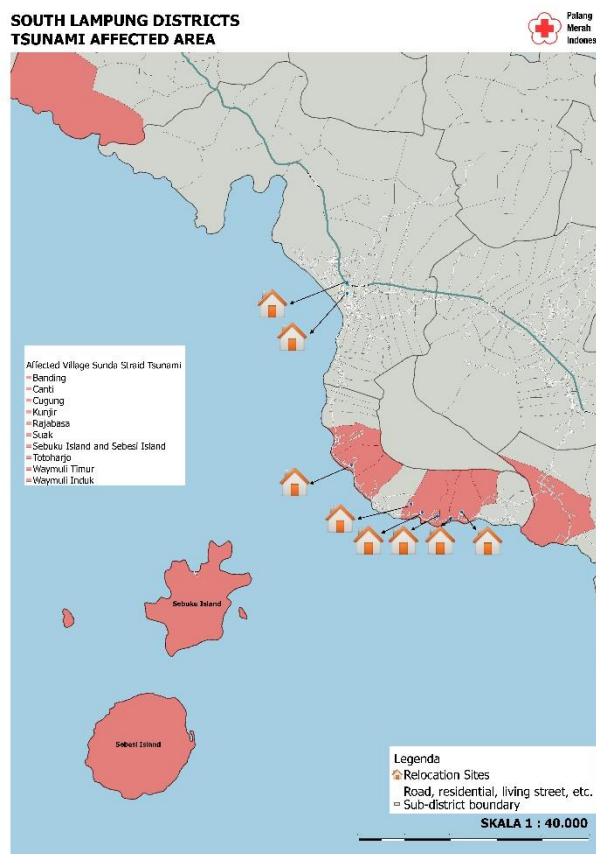 SOUTH LAMPUNG DISTRICTS
TSUNAMI AFFECTED AREA
Palang
Merah
Indones
Affected Village Sunda Straid Tsunami
Banding
Canti
Cugung
Kunjir
Rajabasa
Suak
Sebuku Island and Sebesi Island
Totoharjo
Waymuli Timur
Waymuli Induk
Sebuku Island
Sebesi Island
Legenda
Relocation Sites
Road, residential, living street, etc.
Sub-district boundary
SKALA 1 : 40.000